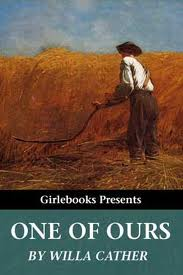 Girlebooks Presents
ONE OF OURS
BY WILLA CATHER